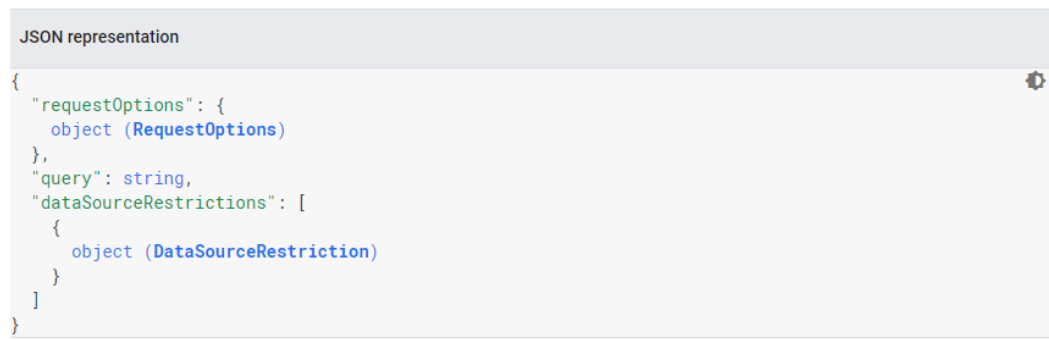 JSON representation
{
  "requestOptions": {
    object (RequestOptions)
  },
  "query": string,
  "dataSourceRestrictions": [
    {
      object (DataSourceRestriction)
    }
  ]
}